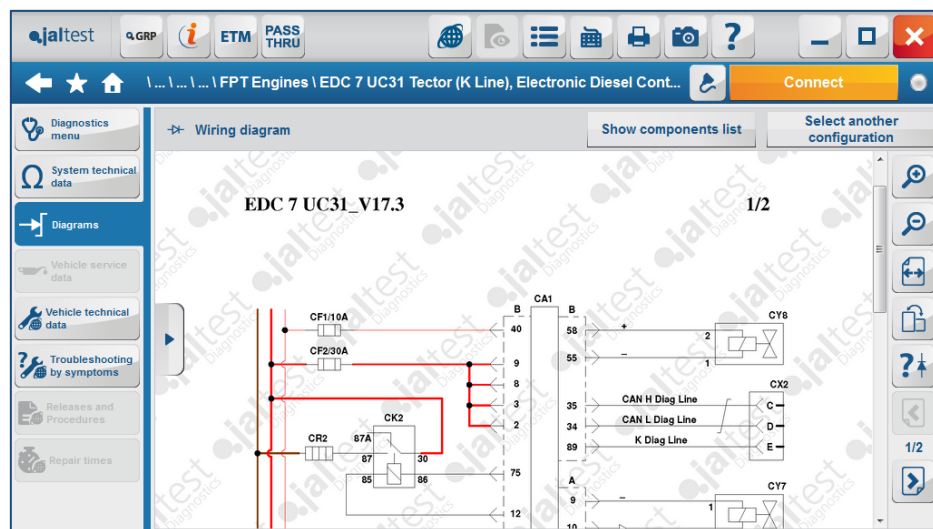 jaltest
GRP
i
ETM
PASS
THRU
?
\ ... \ ... \ ... \ FPT Engines \ EDC 7 UC31 Tector (K Line), Electronic Diesel Cont...
Connect
Diagnostics
menu
System technical
data
Diagrams
Vehicle service
data
Vehicle technical
data
Troubleshooting
by symptoms
Releases and
Procedures
Repair times
Wiring diagram
Show components list
Select another
configuration
EDC 7 UC31_V17.3
1/2
CA1
B
B
CF1/10A
40
58
+
2
CY8
CF2/30A
9
55
–
1
8
3
35
CAN H Diag Line
C
CX2
2
34
CAN L Diag Line
D
89
K Diag Line
E
CK2
87A
CR2
87
30
85
86
75
12
A
9
–
1
CY7
10
?
1/2
jaltest
Diagnostics